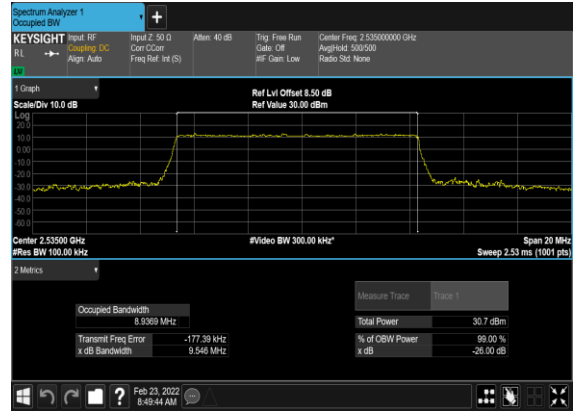 Spectrum Analyzer 1
Occupied BW
KEYSIGHT Input: RF Input Z: 50 Ω Atten: 40 dB Trig: Free Run Center Freq: 2.535000000 GHz
RL Coupling: DC Corr CCorr Gate: Off Avg|Hold: 500/500
Align: Auto Freq Ref: Int (S) #IF Gain: Low Radio Std: None
LM
1 Graph Ref Lvl Offset 8.50 dB
Scale/Div 10.0 dB Ref Value 30.00 dBm
Log
20.0
10.0
0.00
-10.0
-20.0
-30.0
-40.0
-50.0
-60.0
Center 2.53500 GHz #Video BW 300.00 kHz* Span 20 MHz
#Res BW 100.00 kHz Sweep 2.53 ms (1001 pts)
2 Metrics
Measure Trace Trace 1
Occupied Bandwidth
8.9369 MHz Total Power 30.7 dBm
Transmit Freq Error -177.39 kHz % of OBW Power 99.00 %
x dB Bandwidth 9.546 MHz x dB -26.00 dB
Feb 23, 2022
8:49:44 AM